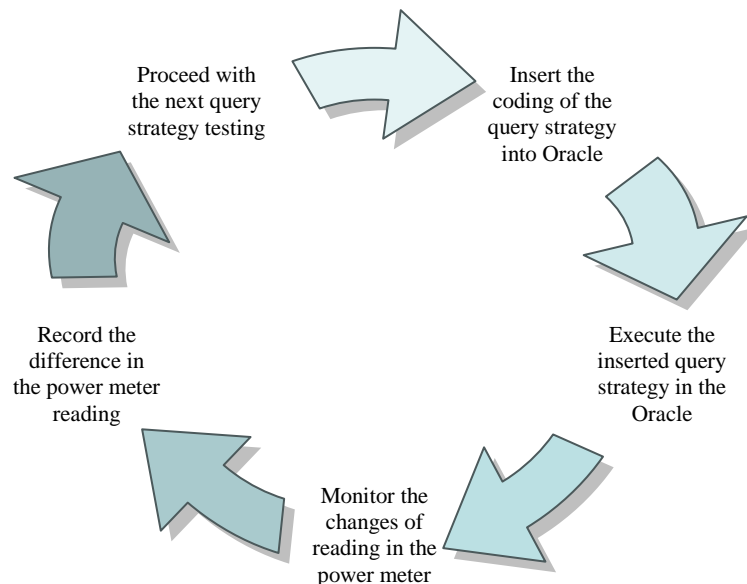 Proceed with
the next query
strategy testing
Insert the
coding of the
query strategy
into Oracle
Execute the
inserted query
strategy in the
Oracle
Monitor the
changes of
reading in the
power meter
Record the
difference in
the power meter
reading